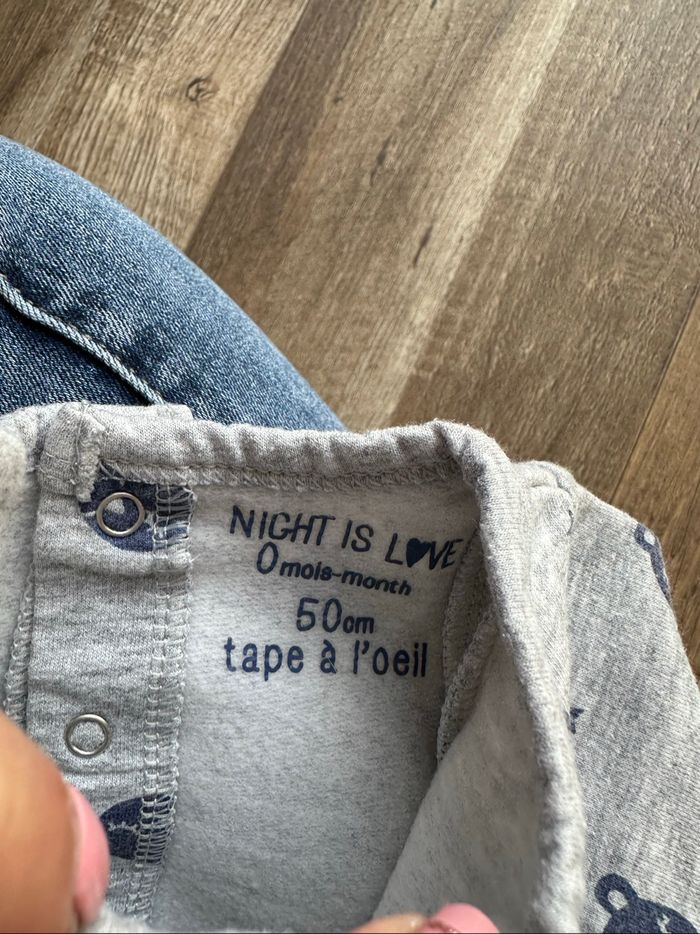 NIGHT IS LOVE
0 mois-month
50cm
tape à l'oeil